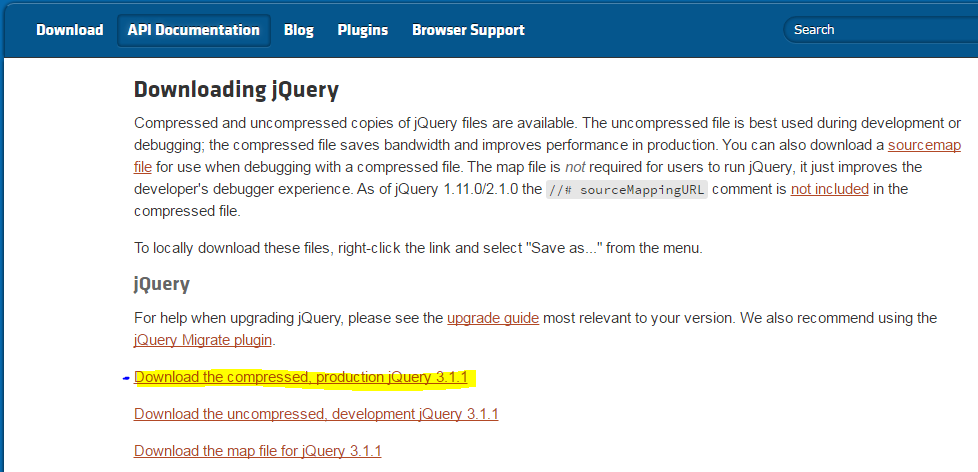 Download API Documentation Blog Plugins Browser Support Search
Downloading jQuery
Compressed and uncompressed copies of jQuery files are available. The uncompressed file is best used during development or
debugging; the compressed file saves bandwidth and improves performance in production. You can also download a sourcemap
file for use when debugging with a compressed file. The map file is not required for users to run jQuery, it just improves the
developer's debugger experience. As of jQuery 1.11.0/2.1.0 the //# sourceMappingURL comment is not included in the
compressed file.
To locally download these files, right-click the link and select "Save as..." from the menu.
jQuery
For help when upgrading jQuery, please see the upgrade guide most relevant to your version. We also recommend using the
jQuery Migrate plugin.
Download the compressed, production jQuery 3.1.1
Download the uncompressed, development jQuery 3.1.1
Download the map file for jQuery 3.1.1